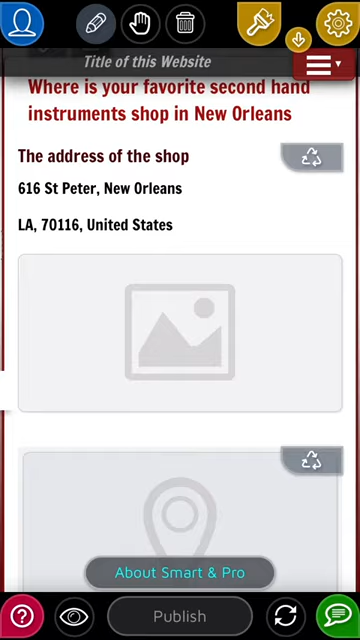 Title of this Website
Where is your favorite second hand
instruments shop in New Orleans
The address of the shop
616 St Peter, New Orleans
LA, 70116, United States
About Smart & Pro
?
Publish